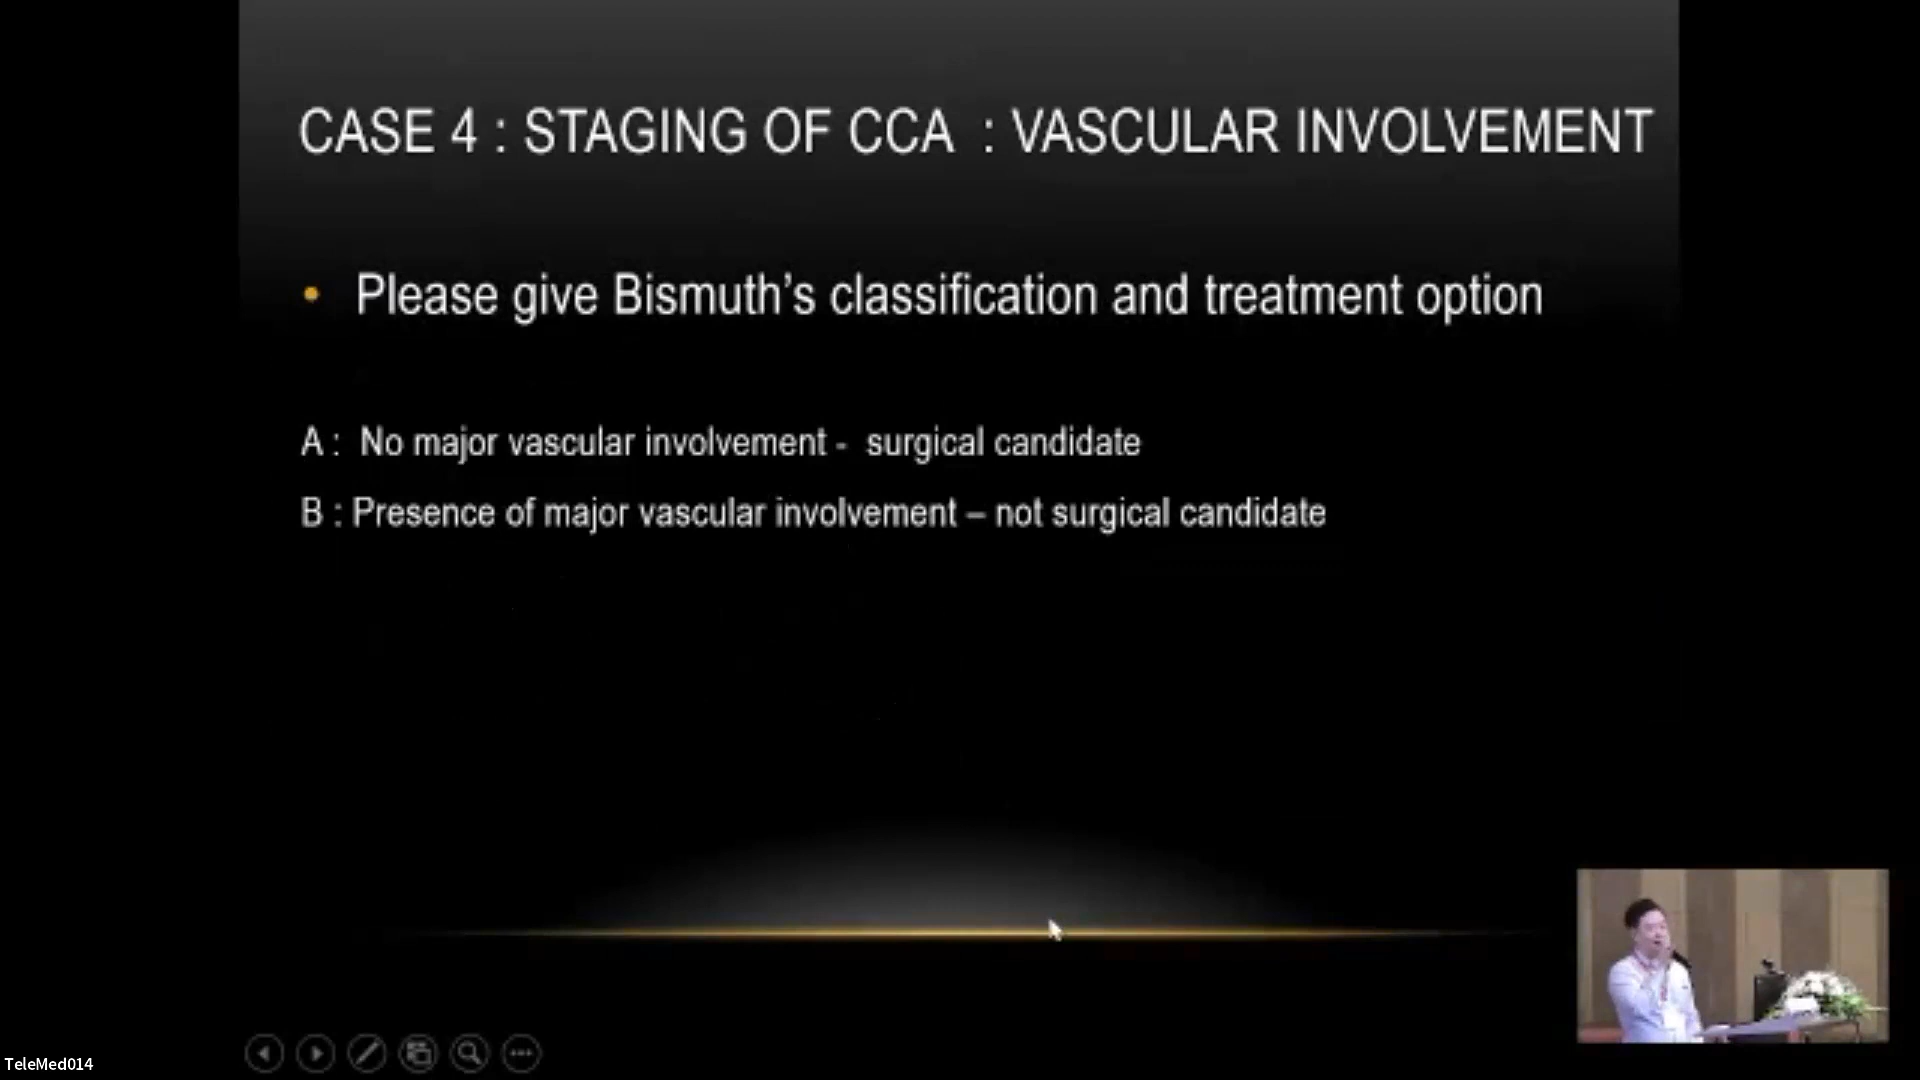 CASE 4 : STAGING OF CCA : VASCULAR INVOLVEMENT
• Please give Bismuth’s classification and treatment option
A : No major vascular involvement - surgical candidate
B : Presence of major vascular involvement – not surgical candidate
TeleMed014